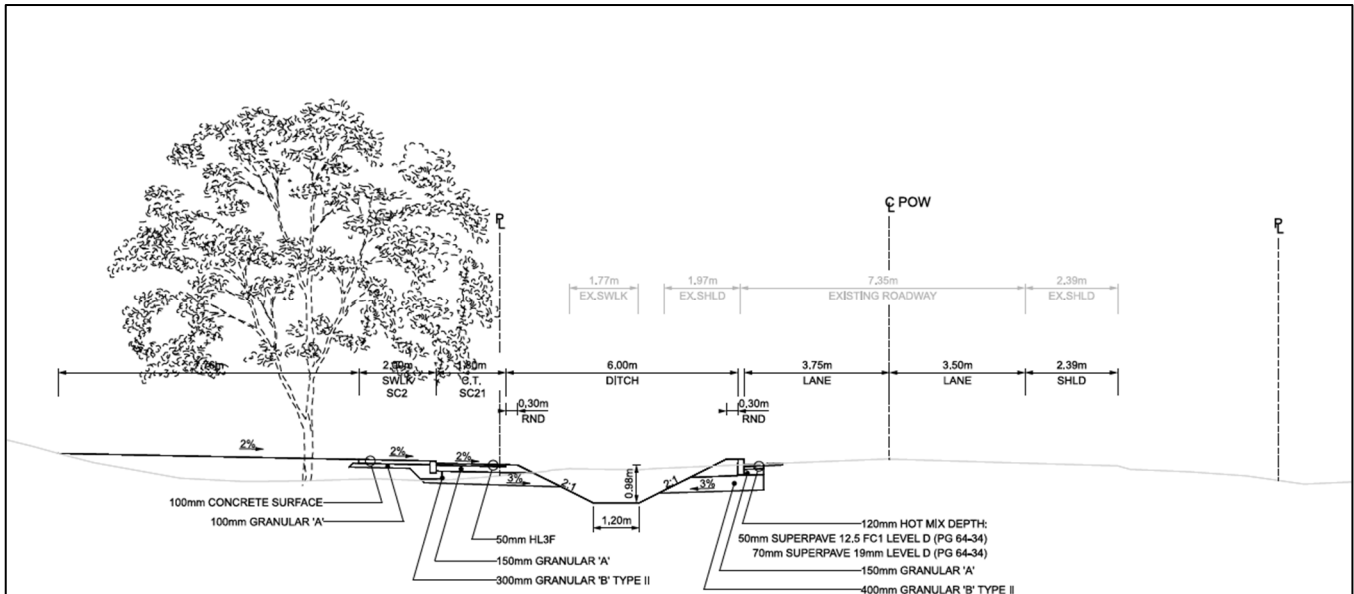 ℄ POW
P̲L
P̲L
1.77m
EX.SWLK
1.97m
EX.SHLD
7.35m
EXISTING ROADWAY
2.39m
EX.SHLD
2.00m
SWLK
SC2
1.80m
C.T.
SC21
6.00m
DITCH
3.75m
LANE
3.50m
LANE
2.39m
SHLD
0.30m
RND
0.30m
RND
2%
2%
2%
3%
2:1
0.98m
2:1
3%
1.20m
100mm CONCRETE SURFACE
100mm GRANULAR 'A'
50mm HL3F
150mm GRANULAR 'A'
300mm GRANULAR 'B' TYPE II
120mm HOT MIX DEPTH:
50mm SUPERPAVE 12.5 FC1 LEVEL D (PG 64-34)
70mm SUPERPAVE 19mm LEVEL D (PG 64-34)
150mm GRANULAR 'A'
400mm GRANULAR 'B' TYPE II